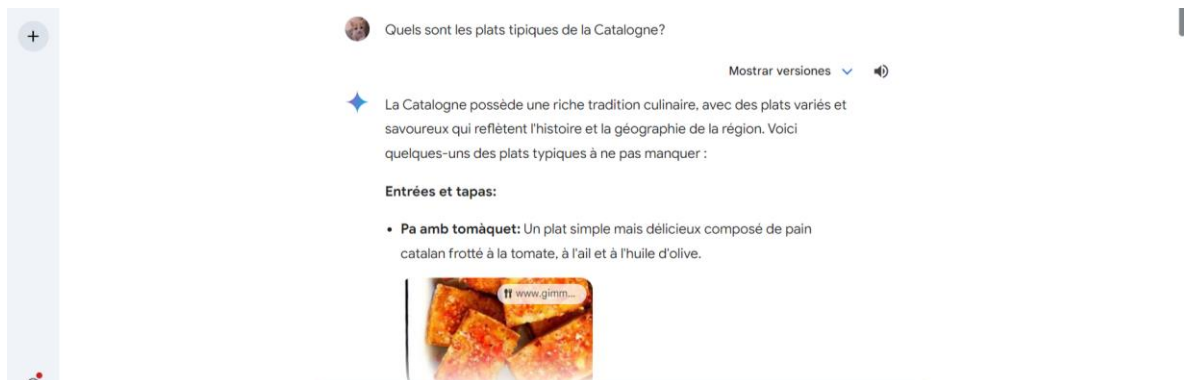 Quels sont les plats tipiques de la Catalogne?
Mostrar versiones
La Catalogne possède une riche tradition culinaire, avec des plats variés et
savoureux qui reflètent l'histoire et la géographie de la région. Voici
quelques-uns des plats typiques à ne pas manquer :
Entrées et tapas:
• Pa amb tomàquet: Un plat simple mais délicieux composé de pain
catalan frotté à la tomate, à l'ail et à l'huile d'olive.
www.gimm...